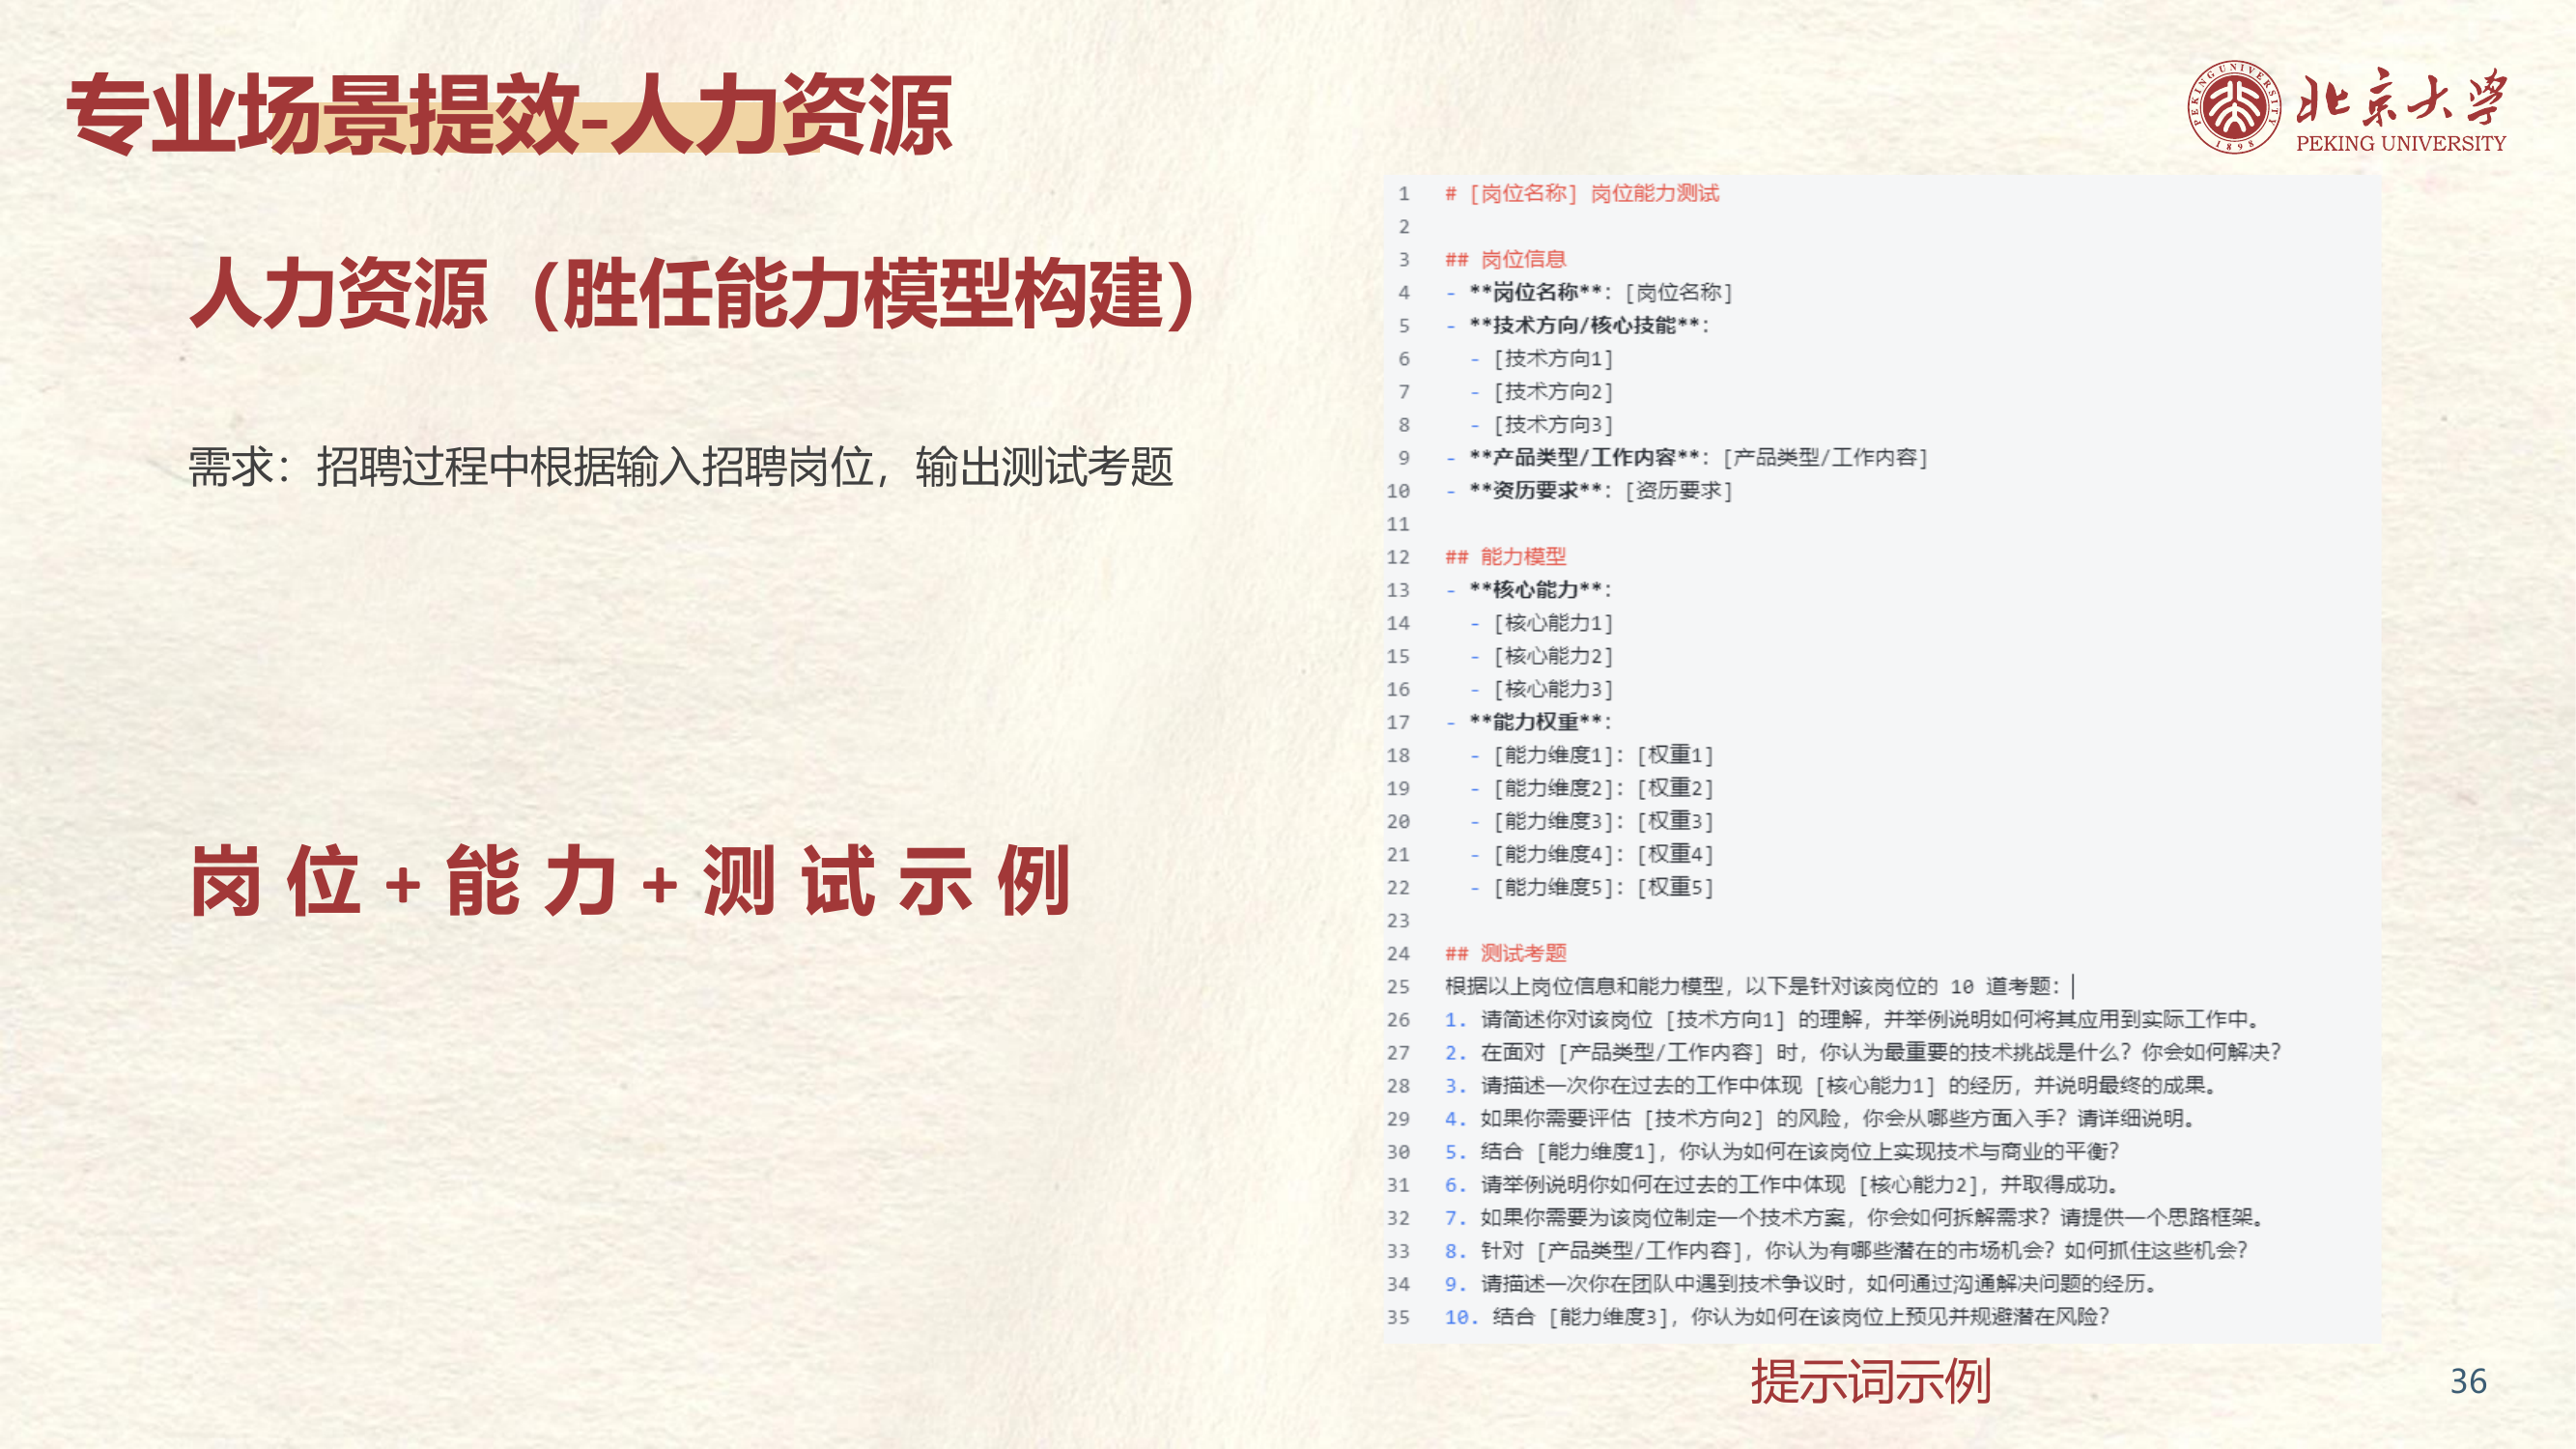 专业场景提效-人力资源
PEKING UNIVERSITY
1898
北京大学
PEKING UNIVERSITY
人力资源（胜任能力模型构建）
需求：招聘过程中根据输入招聘岗位，输出测试考题
岗位+能力+测试示例
1 # [岗位名称] 岗位能力测试
2
3 ## 岗位信息
4 - **岗位名称**：[岗位名称]
5 - **技术方向/核心技能**：
6 - [技术方向1]
7 - [技术方向2]
8 - [技术方向3]
9 - **产品类型/工作内容**：[产品类型/工作内容]
10 - **资历要求**：[资历要求]
11
12 ## 能力模型
13 - **核心能力**：
14 - [核心能力1]
15 - [核心能力2]
16 - [核心能力3]
17 - **能力权重**：
18 - [能力维度1]：[权重1]
19 - [能力维度2]：[权重2]
20 - [能力维度3]：[权重3]
21 - [能力维度4]：[权重4]
22 - [能力维度5]：[权重5]
23
24 ## 测试考题
25 根据以上岗位信息和能力模型，以下是针对该岗位的 10 道考题：
26 1. 请简述你对该岗位 [技术方向1] 的理解，并举例说明如何将其应用到实际工作中。
27 2. 在面对 [产品类型/工作内容] 时，你认为最重要的技术挑战是什么？你会如何解决？
28 3. 请描述一次你在过去的工作中体现 [核心能力1] 的经历，并说明最终的成果。
29 4. 如果你需要评估 [技术方向2] 的风险，你会从哪些方面入手？请详细说明。
30 5. 结合 [能力维度1]，你认为如何在该岗位上实现技术与商业的平衡？
31 6. 请举例说明你如何在过去的工作中体现 [核心能力2]，并取得成功。
32 7. 如果你需要为该岗位制定一个技术方案，你会如何拆解需求？请提供一个思路框架。
33 8. 针对 [产品类型/工作内容]，你认为有哪些潜在的市场机会？如何抓住这些机会？
34 9. 请描述一次你在团队中遇到技术争议时，如何通过沟通解决问题的经历。
35 10. 结合 [能力维度3]，你认为如何在该岗位上预见并规避潜在风险？
提示词示例
36